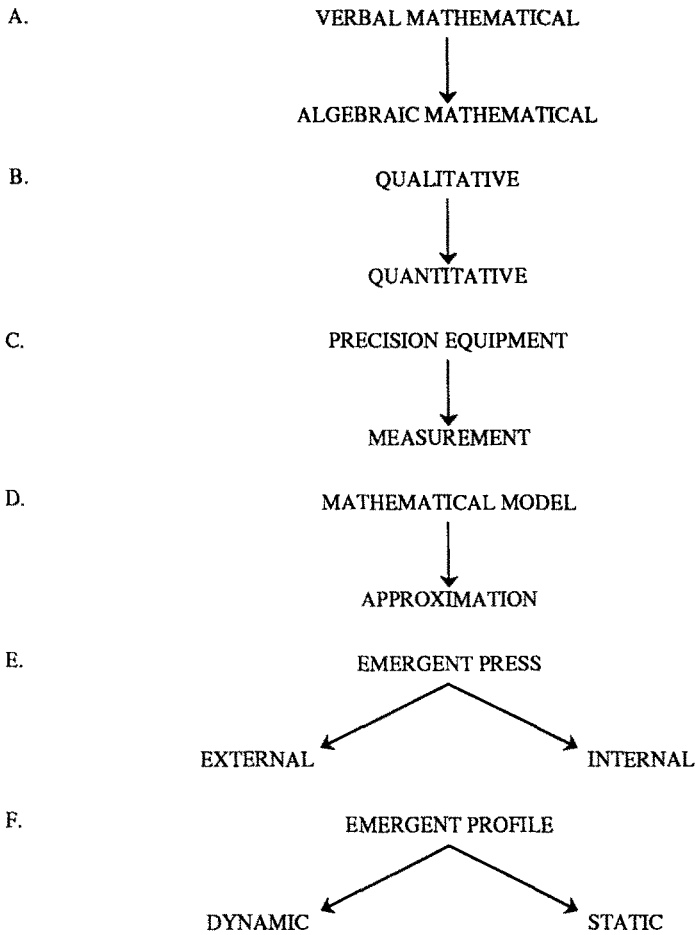 A.
VERBAL MATHEMATICAL
ALGEBRAIC MATHEMATICAL
B.
QUALITATIVE
QUANTITATIVE
C.
PRECISION EQUIPMENT
MEASUREMENT
D.
MATHEMATICAL MODEL
APPROXIMATION
E.
EMERGENT PRESS
EXTERNAL
INTERNAL
F.
EMERGENT PROFILE
DYNAMIC
STATIC